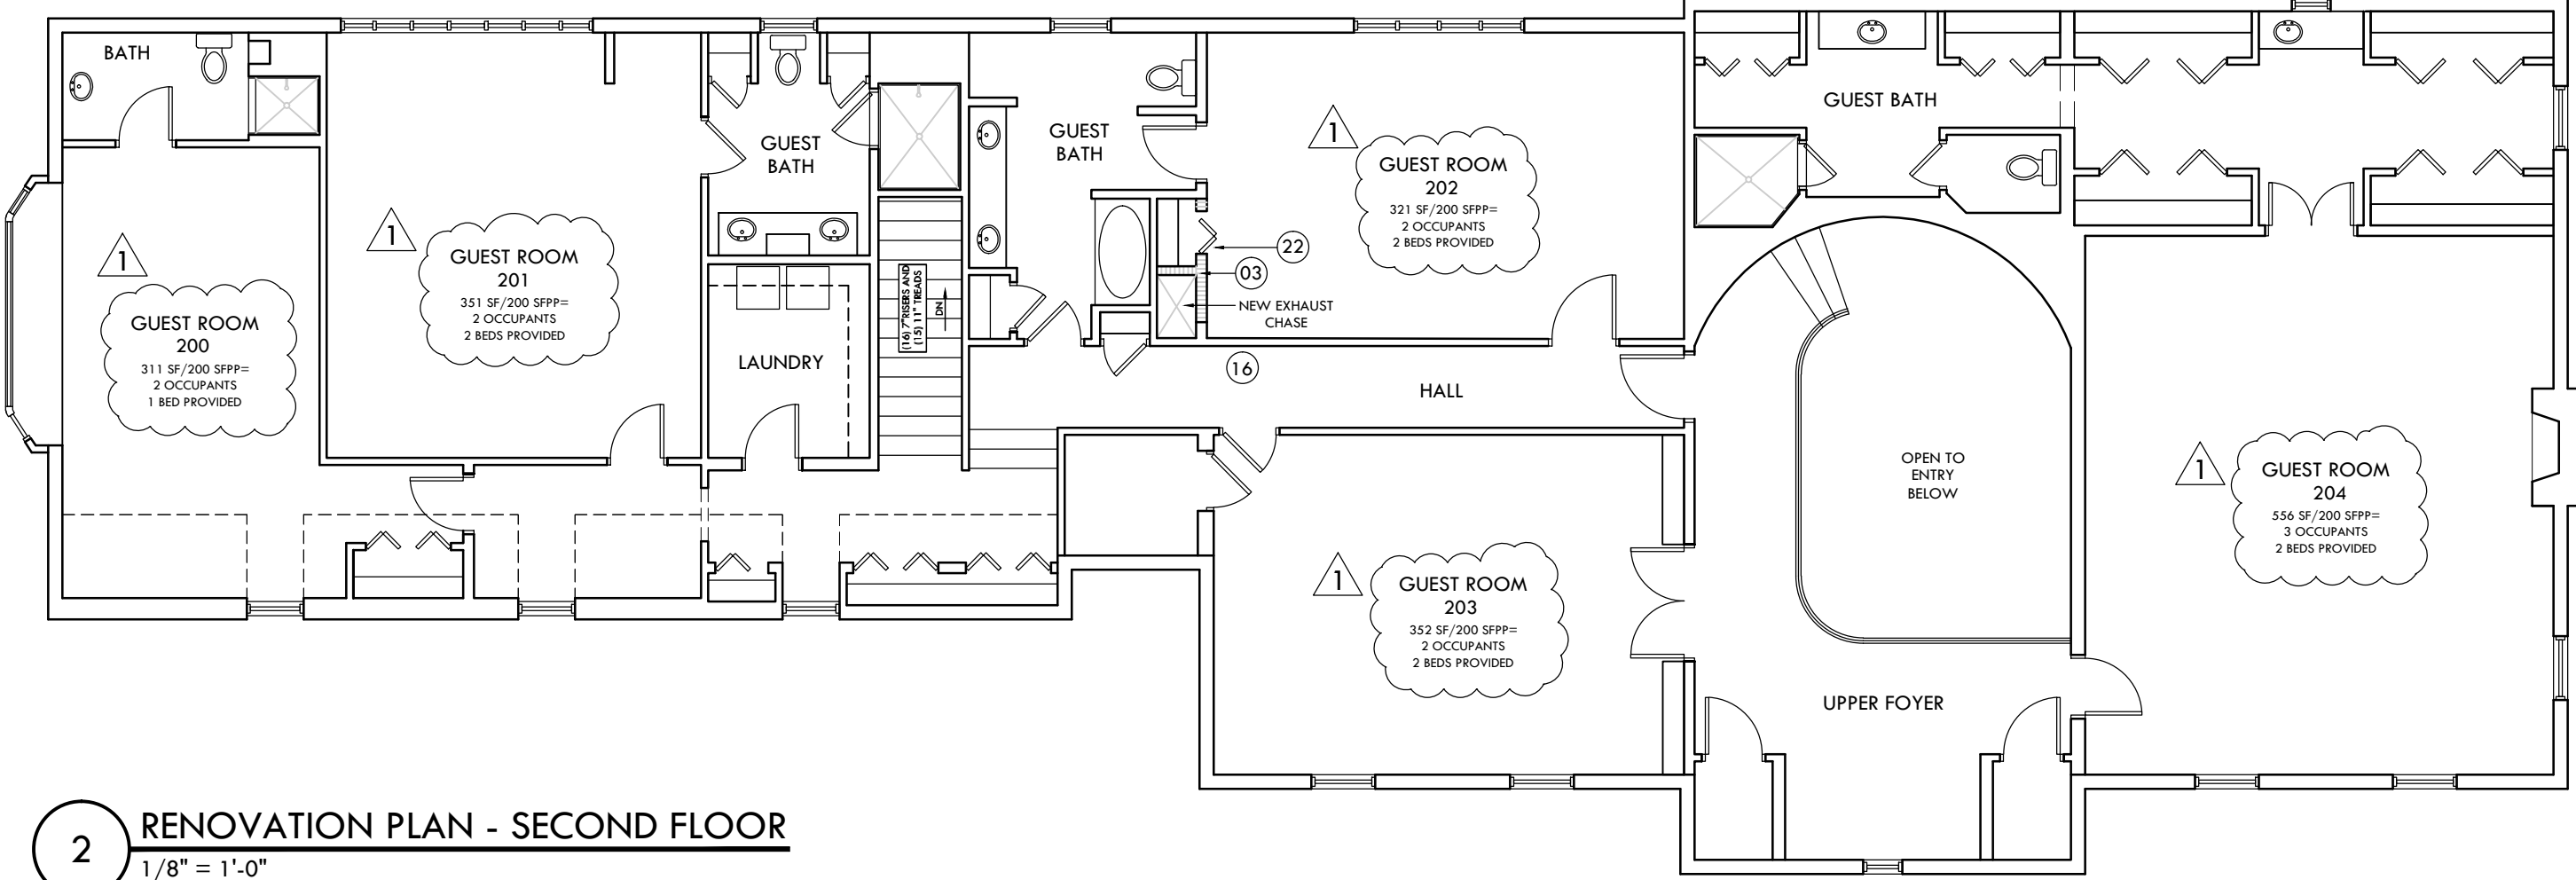 BATH
1
GUEST ROOM
200
311 SF/200 SFPP=
2 OCCUPANTS
1 BED PROVIDED
1
GUEST ROOM
201
351 SF/200 SFPP=
2 OCCUPANTS
2 BEDS PROVIDED
GUEST
BATH
LAUNDRY
(16) 7"RISERS AND
(15) 11" TREADS
DN
GUEST
BATH
1
GUEST ROOM
202
321 SF/200 SFPP=
2 OCCUPANTS
2 BEDS PROVIDED
22
03
NEW EXHAUST
CHASE
16
HALL
1
GUEST ROOM
203
352 SF/200 SFPP=
2 OCCUPANTS
2 BEDS PROVIDED
GUEST BATH
OPEN TO
ENTRY
BELOW
UPPER FOYER
1
GUEST ROOM
204
556 SF/200 SFPP=
3 OCCUPANTS
2 BEDS PROVIDED
2
RENOVATION PLAN - SECOND FLOOR
1/8" = 1'-0"